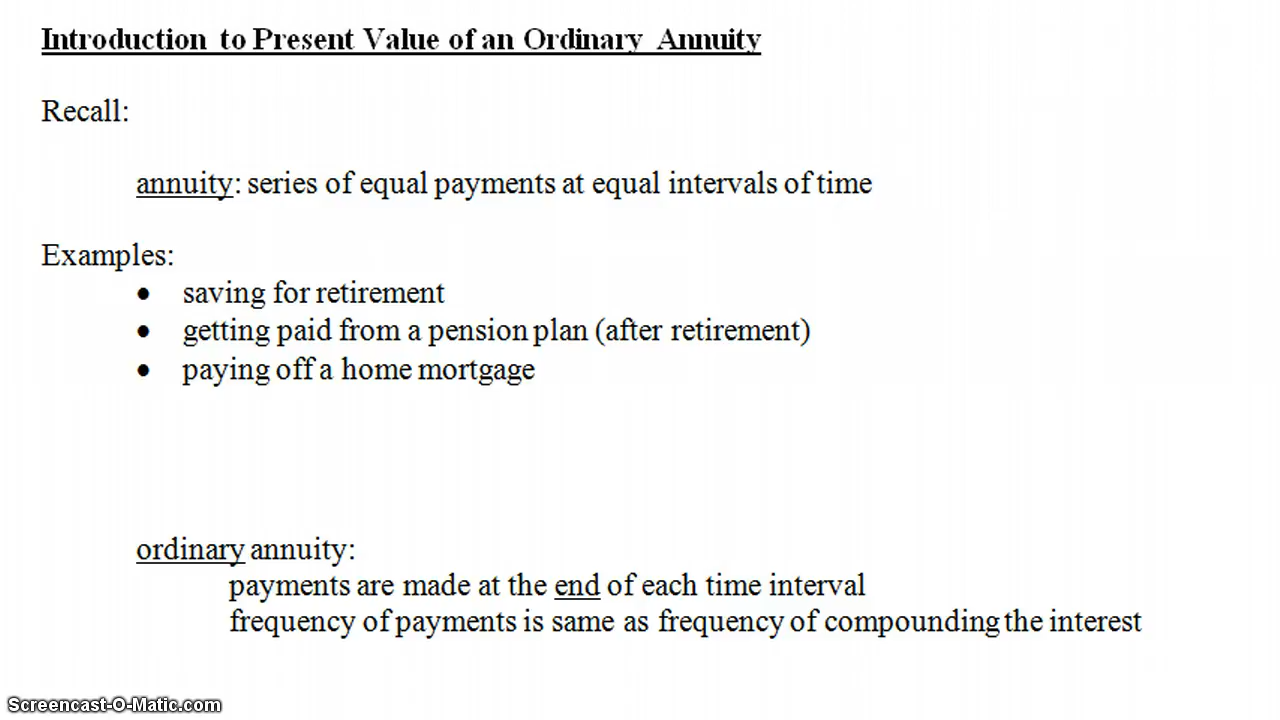 Introduction to Present Value of an Ordinary Annuity
Recall:
annuity: series of equal payments at equal intervals of time
Examples:
• saving for retirement
• getting paid from a pension plan (after retirement)
• paying off a home mortgage
ordinary annuity:
payments are made at the end of each time interval
frequency of payments is same as frequency of compounding the interest
Screencast-O-Matic.com